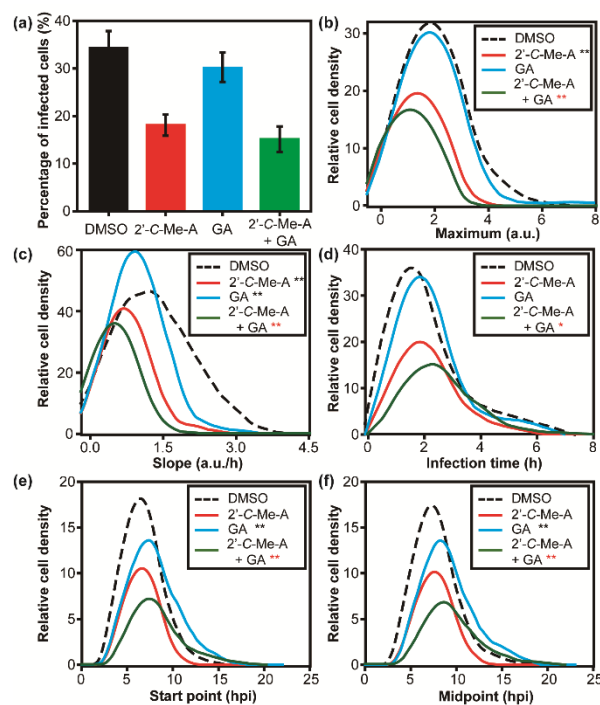 (a)
Percentage of infected cells (%)
40
30
20
10
0
DMSO 2'-C-Me-A GA 2'-C-Me-A
+ GA
(b)
Relative cell density
30
20
10
0
DMSO
2'-C-Me-A **
GA
2'-C-Me-A
+ GA **
0 2 4 6 8
Maximum (a.u.)
(c)
Relative cell density
60
40
20
0
DMSO
2'-C-Me-A **
GA **
2'-C-Me-A
+ GA **
0.0 1.5 3.0 4.5
Slope (a.u./h)
(d)
Relative cell density
40
30
20
10
0
DMSO
2'-C-Me-A
GA
2'-C-Me-A
+ GA *
0 2 4 6 8
Infection time (h)
(e)
Relative cell density
20
15
10
5
0
DMSO
2'-C-Me-A
GA **
2'-C-Me-A
+ GA **
0 5 10 15 20 25
Start point (hpi)
(f)
Relative cell density
20
15
10
5
0
DMSO
2'-C-Me-A
GA **
2'-C-Me-A
+ GA **
0 5 10 15 20 25
Midpoint (hpi)